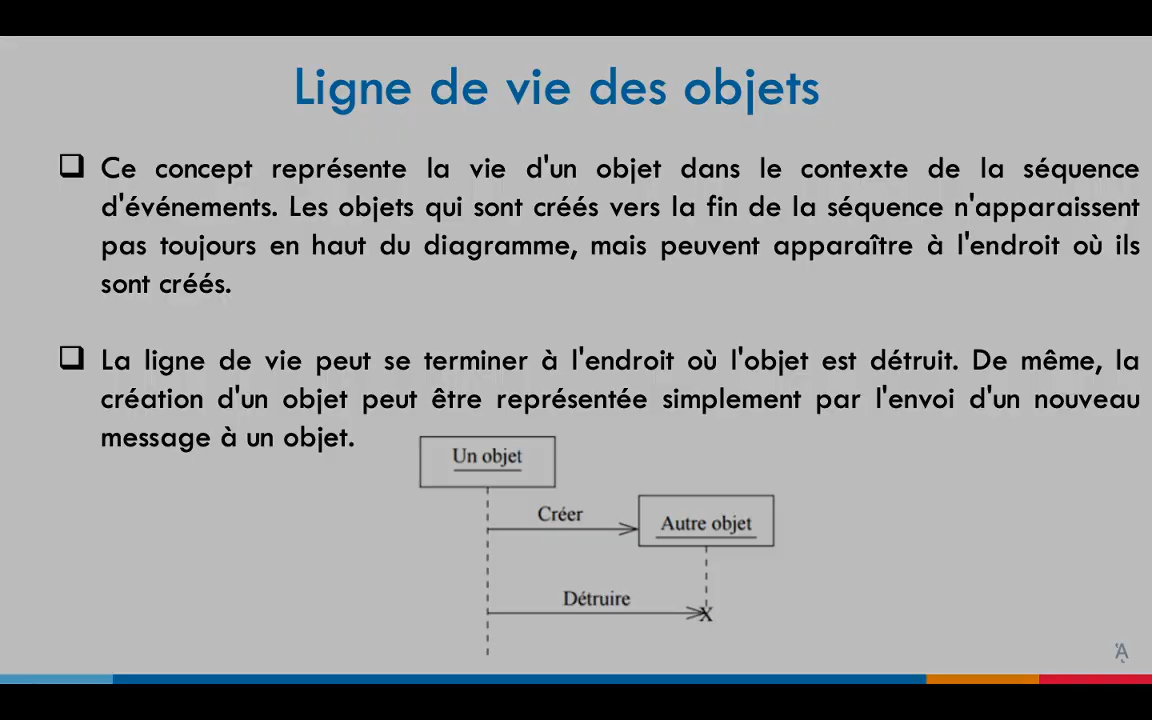 Ligne de vie des objets
Ce concept représente la vie d'un objet dans le contexte de la séquence
d'événements. Les objets qui sont créés vers la fin de la séquence n'apparaissent
pas toujours en haut du diagramme, mais peuvent apparaître à l'endroit où ils
sont créés.
La ligne de vie peut se terminer à l'endroit où l'objet est détruit. De même, la
création d'un objet peut être représentée simplement par l'envoi d'un nouveau
message à un objet.
Un objet
Créer
Autre objet
Détruire
X